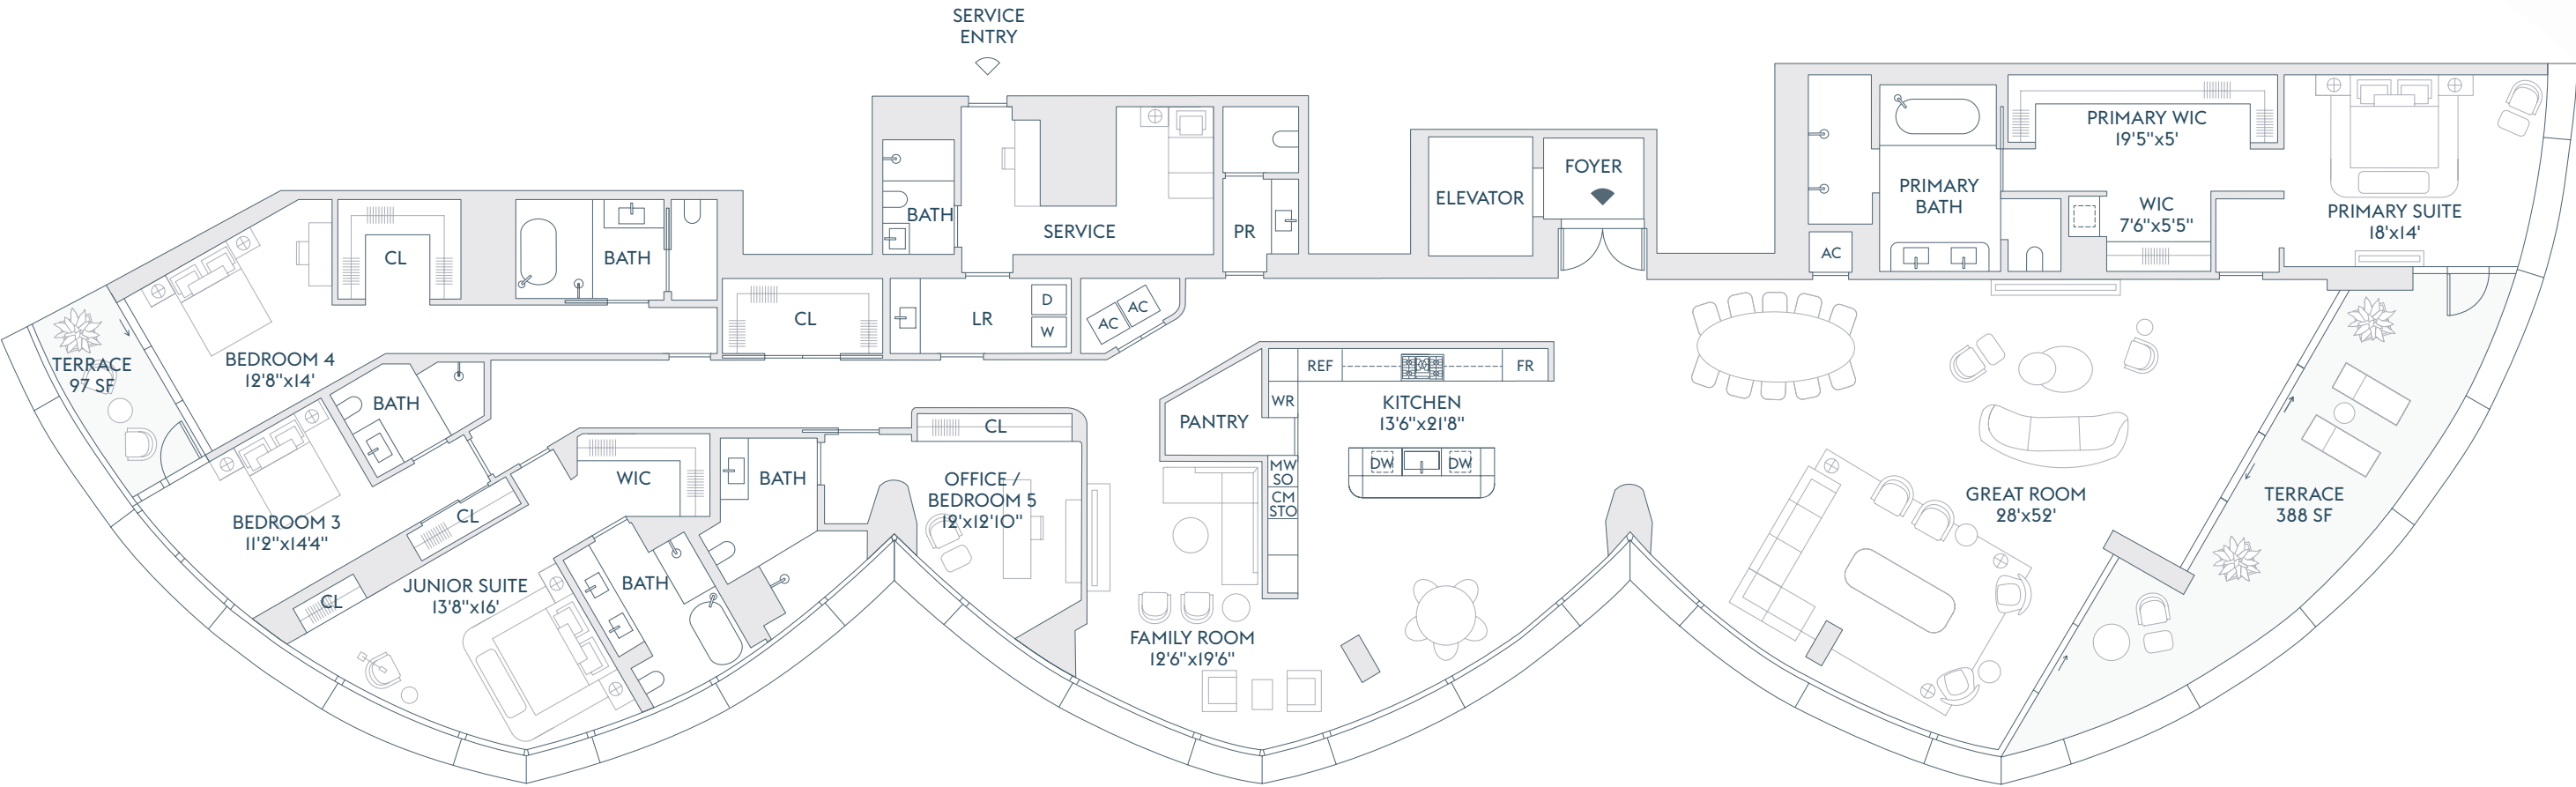 SERVICE
ENTRY
PRIMARY WIC
19'5"x5'
FOYER
ELEVATOR
PRIMARY
BATH
WIC
7'6"x5'5"
PRIMARY SUITE
18'x14'
BATH
SERVICE
PR
AC
CL
BATH
CL
LR
D
W
AC
AC
TERRACE
97 SF
BEDROOM 4
12'8"x14'
BATH
REF
FR
WR
KITCHEN
13'6"x21'8"
PANTRY
CL
MW
SO
CM
STO
DW
DW
WIC
BATH
OFFICE /
BEDROOM 5
12'x12'10"
GREAT ROOM
28'x52'
TERRACE
388 SF
BEDROOM 3
11'2"x14'4"
CL
JUNIOR SUITE
13'8"x16'
BATH
CL
FAMILY ROOM
12'6"x19'6"